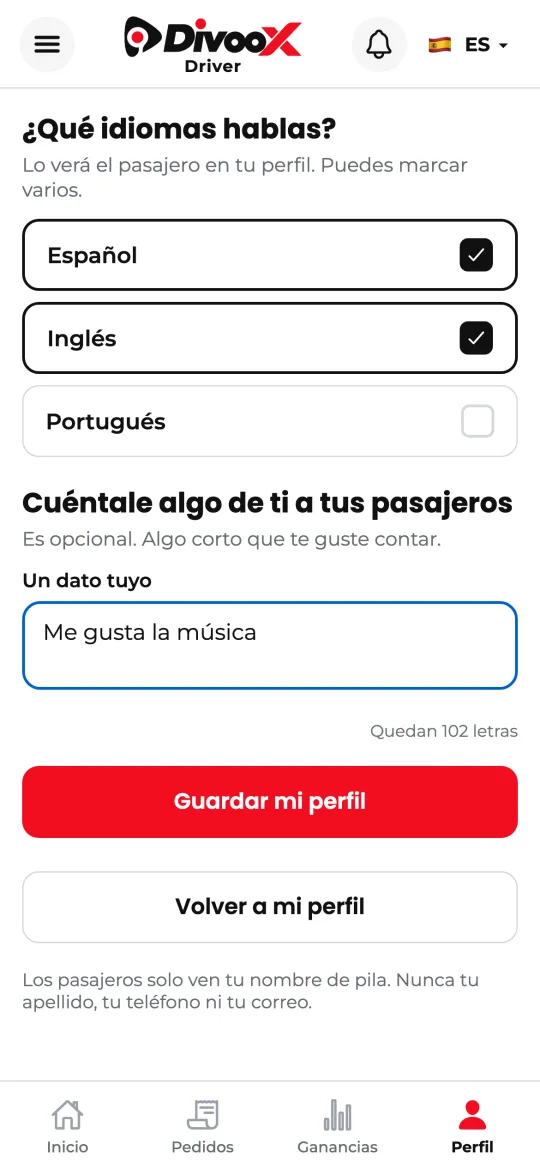 DivooX
Driver
ES
¿Qué idiomas hablas?
Lo verá el pasajero en tu perfil. Puedes marcar
varios.
Español
Inglés
Portugués
Cuéntale algo de ti a tus pasajeros
Es opcional. Algo corto que te guste contar.
Un dato tuyo
Me gusta la música
Quedan 102 letras
Guardar mi perfil
Volver a mi perfil
Los pasajeros solo ven tu nombre de pila. Nunca tu
apellido, tu teléfono ni tu correo.
Inicio
Pedidos
Ganancias
Perfil